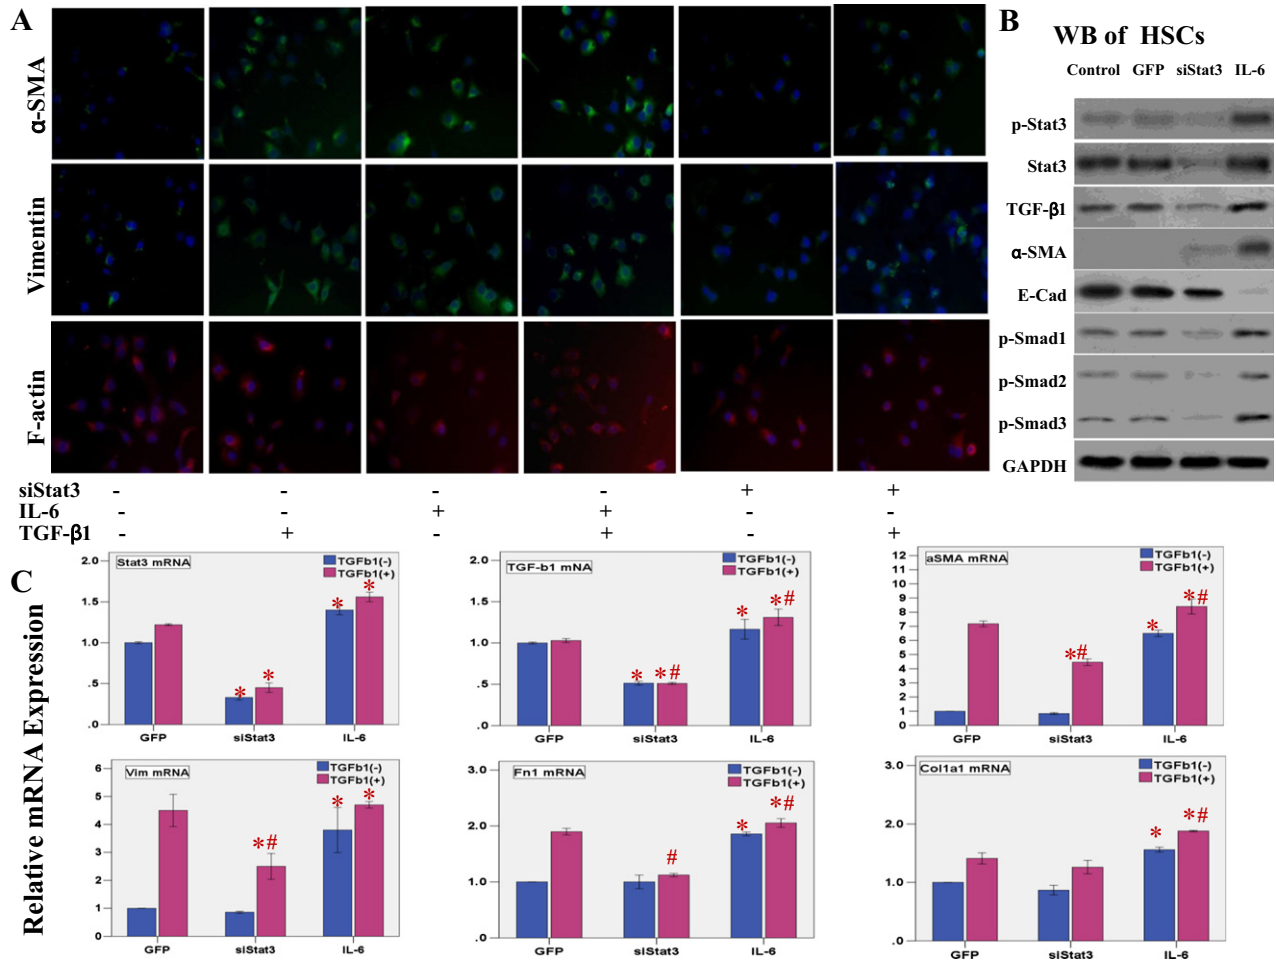 A
α-SMA
Vimentin
F-actin
siStat3 - - - - + +
IL-6 - - + + - -
TGF-β1 - + - + - +
B
WB of HSCs
Control GFP siStat3 IL-6
p-Stat3
Stat3
TGF-β1
α-SMA
E-Cad
p-Smad1
p-Smad2
p-Smad3
GAPDH
C
Relative mRNA Expression
Stat3 mRNA
TGFb1(-)
TGFb1(+)
2.0
1.5
1.0
.5
.0
* * * *
GFP siStat3 IL-6
TGF-b1 mNA
TGFb1(-)
TGFb1(+)
2.0
1.5
1.0
.5
.0
* *# * *#
GFP siStat3 IL-6
aSMA mRNA
TGFb1(-)
TGFb1(+)
12
11
10
9
8
7
6
5
4
3
2
1
0
*# * *#
GFP siStat3 IL-6
Vim mRNA
TGFb1(-)
TGFb1(+)
6
5
4
3
2
1
0
*# * *
GFP siStat3 IL-6
Fn1 mRNA
TGFb1(-)
TGFb1(+)
3.0
2.0
1.0
.0
# * *#
GFP siStat3 IL-6
Col1a1 mRNA
TGFb1(-)
TGFb1(+)
3.0
2.0
1.0
.0
* *#
GFP siStat3 IL-6